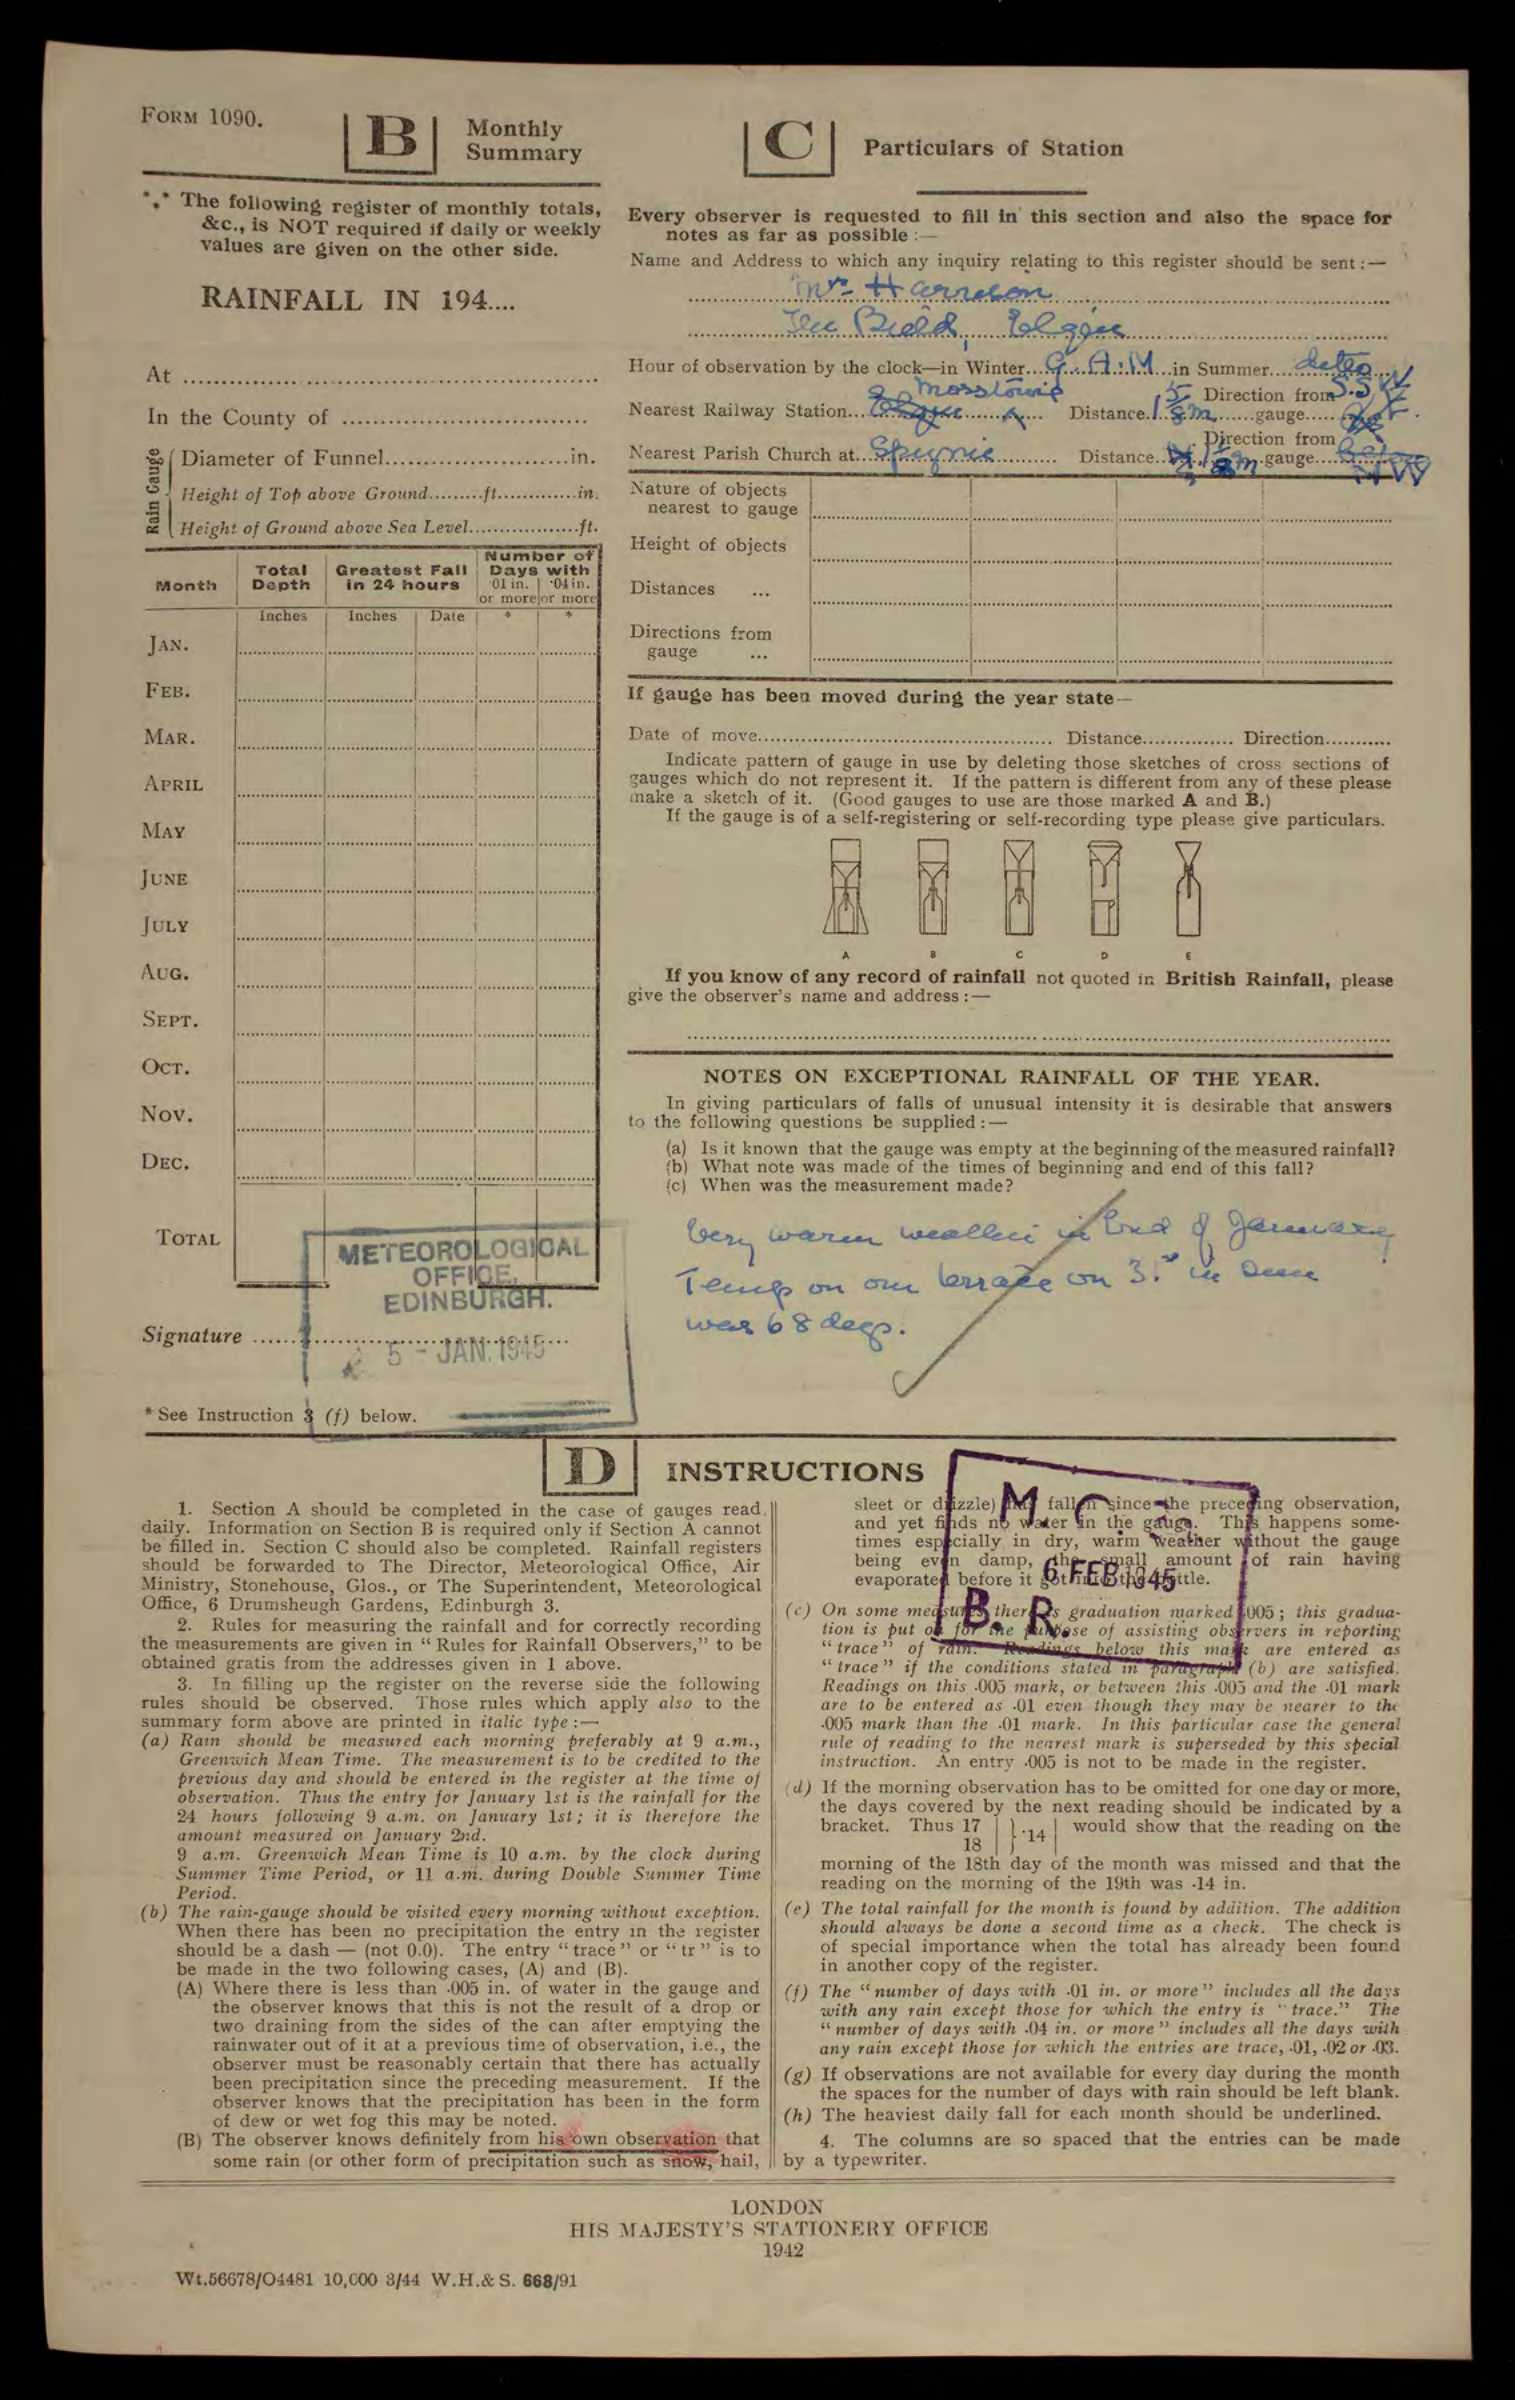 FORM 1090.
B Monthly
Summary
*⁎* The following register of monthly totals,
&c., is NOT required if daily or weekly
values are given on the other side.
RAINFALL IN 194....
At
In the County of
Rain Gauge
Diameter of Funnel........................in.
Height of Top above Ground.........ft.............in.
Height of Ground above Sea Level..................ft.
Month
Total Depth
Greatest Fall in 24 hours
Number of Days with
·01 in. or more
·04 in. or more
Inches Inches Date * *
JAN.
FEB.
MAR.
APRIL
MAY
JUNE
JULY
AUG.
SEPT.
OCT.
NOV.
DEC.
TOTAL
METEOROLOGICAL
OFFICE,
EDINBURGH.
Signature
5 - JAN. 1945
* See Instruction 3 (f) below.
C Particulars of Station
Every observer is requested to fill in this section and also the space for
notes as far as possible :—
Name and Address to which any inquiry relating to this register should be sent :—
Mrs Harrison
The Bield, Elgin
Hour of observation by the clock—in Winter...9.A.M...in Summer....ditto
Nearest Railway Station... Mosstowie Distance.1 5/8 m.......gauge..... Direction from S.S.W.
Nearest Parish Church at...Spynie.......... Distance.. gauge.... Direction from
Nature of objects
nearest to gauge
Height of objects
Distances ...
Directions from
gauge ...
If gauge has been moved during the year state—
Date of move................................................ Distance............... Direction...........
Indicate pattern of gauge in use by deleting those sketches of cross sections of
gauges which do not represent it. If the pattern is different from any of these please
make a sketch of it. (Good gauges to use are those marked A and B.)
If the gauge is of a self-registering or self-recording type please give particulars.
A B C D E
If you know of any record of rainfall not quoted in British Rainfall, please
give the observer's name and address :—
NOTES ON EXCEPTIONAL RAINFALL OF THE YEAR.
In giving particulars of falls of unusual intensity it is desirable that answers
to the following questions be supplied :—
(a) Is it known that the gauge was empty at the beginning of the measured rainfall?
(b) What note was made of the times of beginning and end of this fall?
(c) When was the measurement made?
Very warm weather in End of January
Temp on our terrace on 31st in Sun
was 68 degs.
D INSTRUCTIONS
1. Section A should be completed in the case of gauges read
daily. Information on Section B is required only if Section A cannot
be filled in. Section C should also be completed. Rainfall registers
should be forwarded to The Director, Meteorological Office, Air
Ministry, Stonehouse, Glos., or The Superintendent, Meteorological
Office, 6 Drumsheugh Gardens, Edinburgh 3.
2. Rules for measuring the rainfall and for correctly recording
the measurements are given in “ Rules for Rainfall Observers,” to be
obtained gratis from the addresses given in 1 above.
3. In filling up the register on the reverse side the following
rules should be observed. Those rules which apply also to the
summary form above are printed in italic type :—
(a) Rain should be measured each morning preferably at 9 a.m.,
Greenwich Mean Time. The measurement is to be credited to the
previous day and should be entered in the register at the time of
observation. Thus the entry for January 1st is the rainfall for the
24 hours following 9 a.m. on January 1st ; it is therefore the
amount measured on January 2nd.
9 a.m. Greenwich Mean Time is 10 a.m. by the clock during
Summer Time Period, or 11 a.m. during Double Summer Time
Period.
(b) The rain-gauge should be visited every morning without exception.
When there has been no precipitation the entry in the register
should be a dash — (not 0.0). The entry “ trace ” or “ tr ” is to
be made in the two following cases, (A) and (B).
(A) Where there is less than ·005 in. of water in the gauge and
the observer knows that this is not the result of a drop or
two draining from the sides of the can after emptying the
rainwater out of it at a previous time of observation, i.e., the
observer must be reasonably certain that there has actually
been precipitation since the preceding measurement. If the
observer knows that the precipitation has been in the form
of dew or wet fog this may be noted.
(B) The observer knows definitely from his own observation that
some rain (or other form of precipitation such as snow, hail,
sleet or drizzle) has fallen since the preceding observation,
and yet finds no water in the gauge. This happens some-
times especially in dry, warm weather without the gauge
being even damp, the small amount of rain having
evaporated before it got into the bottle.
M.C.
6 FEB 1945
B. R.
(c) On some measures there is graduation marked ·005 ; this gradua-
tion is put on for the purpose of assisting observers in reporting
“ trace ” of rain. Readings below this mark are entered as
“ trace ” if the conditions stated in paragraph (b) are satisfied.
Readings on this ·005 mark, or between this ·005 and the ·01 mark
are to be entered as ·01 even though they may be nearer to the
·005 mark than the ·01 mark. In this particular case the general
rule of reading to the nearest mark is superseded by this special
instruction. An entry ·005 is not to be made in the register.
(d) If the morning observation has to be omitted for one day or more,
the days covered by the next reading should be indicated by a
bracket. Thus 17 18 } ·14 would show that the reading on the
morning of the 18th day of the month was missed and that the
reading on the morning of the 19th was ·14 in.
(e) The total rainfall for the month is found by addition. The addition
should always be done a second time as a check. The check is
of special importance when the total has already been found
in another copy of the register.
(f) The “ number of days with ·01 in. or more ” includes all the days
with any rain except those for which the entry is “ trace.” The
“ number of days with ·04 in. or more ” includes all the days with
any rain except those for which the entries are trace, ·01, ·02 or ·03.
(g) If observations are not available for every day during the month
the spaces for the number of days with rain should be left blank.
(h) The heaviest daily fall for each month should be underlined.
4. The columns are so spaced that the entries can be made
by a typewriter.
LONDON
HIS MAJESTY'S STATIONERY OFFICE
1942
Wt.56678/O4481 10,000 3/44 W.H.& S. 668/91